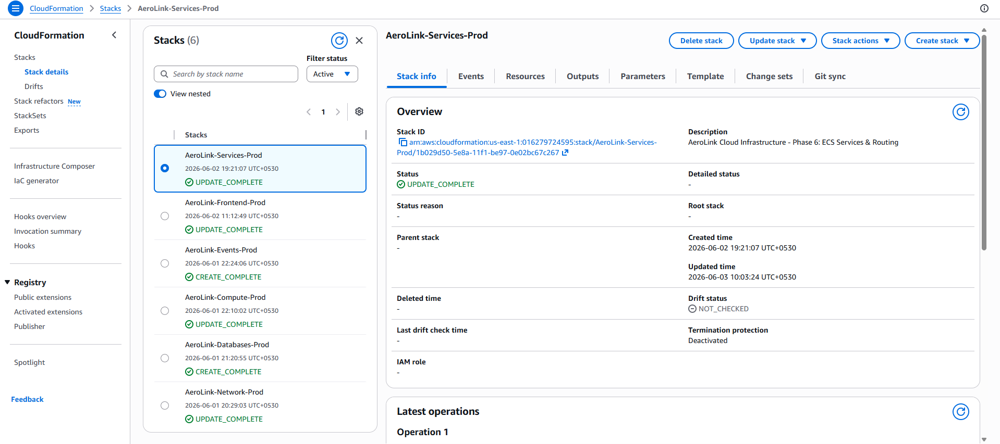 CloudFormation > Stacks > AeroLink-Services-Prod
CloudFormation
Stacks
Stack details
Drifts
Stack refactors New
StackSets
Exports
Infrastructure Composer
IaC generator
Hooks overview
Invocation summary
Hooks
Registry
Public extensions
Activated extensions
Publisher
Spotlight
Feedback
Stacks (6)
Filter status
Search by stack name
Active
View nested
1
Stacks
AeroLink-Services-Prod
2026-06-02 19:21:07 UTC+0530
UPDATE_COMPLETE
AeroLink-Frontend-Prod
2026-06-02 11:12:49 UTC+0530
UPDATE_COMPLETE
AeroLink-Events-Prod
2026-06-01 22:24:06 UTC+0530
CREATE_COMPLETE
AeroLink-Compute-Prod
2026-06-01 22:10:02 UTC+0530
UPDATE_COMPLETE
AeroLink-Databases-Prod
2026-06-01 21:20:55 UTC+0530
CREATE_COMPLETE
AeroLink-Network-Prod
2026-06-01 20:29:03 UTC+0530
UPDATE_COMPLETE
AeroLink-Services-Prod
Delete stack
Update stack
Stack actions
Create stack
Stack info
Events
Resources
Outputs
Parameters
Template
Change sets
Git sync
Overview
Stack ID
arn:aws:cloudformation:us-east-1:016279724595:stack/AeroLink-Services-
Prod/1b029d50-5e8a-11f1-be97-0e02bc67c267
Description
AeroLink Cloud Infrastructure - Phase 6: ECS Services & Routing
Status
UPDATE_COMPLETE
Detailed status
-
Status reason
-
Root stack
-
Parent stack
-
Created time
2026-06-02 19:21:07 UTC+0530
Updated time
2026-06-03 10:03:24 UTC+0530
Deleted time
-
Drift status
NOT_CHECKED
Last drift check time
-
Termination protection
Deactivated
IAM role
-
Latest operations
Operation 1